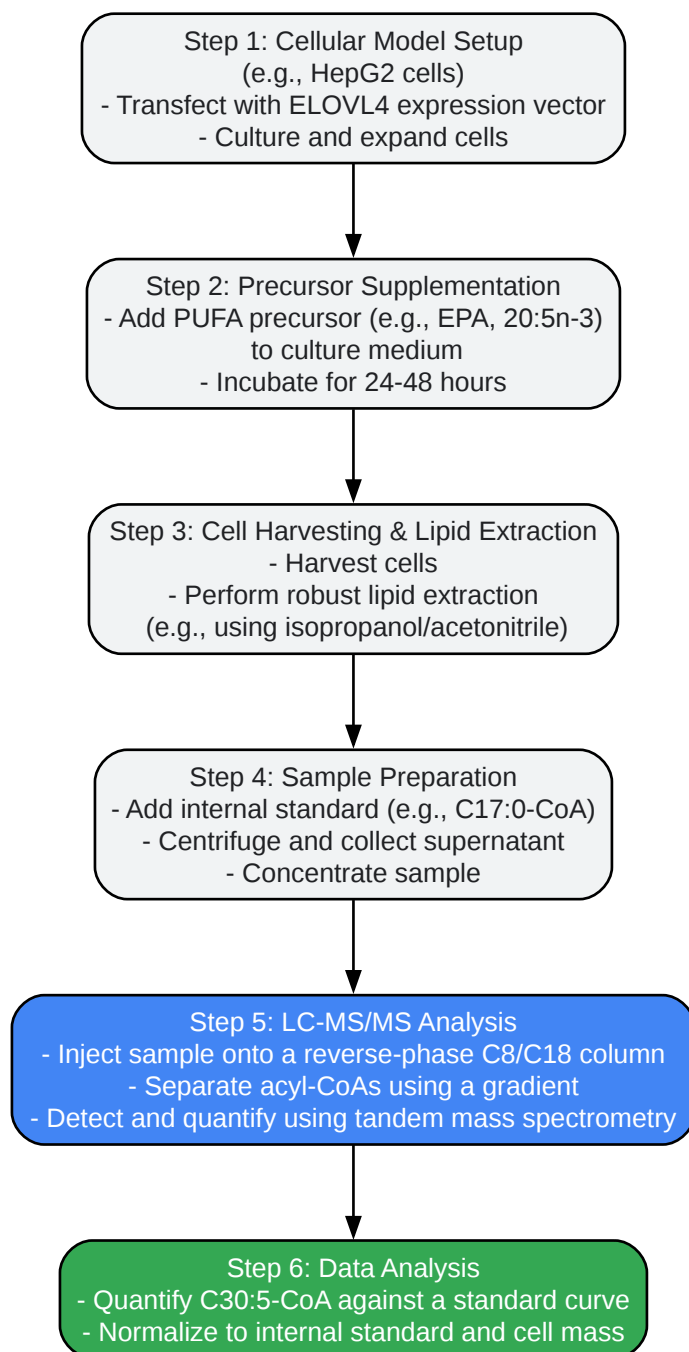 Step 1: Cellular Model Setup
(e.g., HepG2 cells)
- Transfect with ELOVL4 expression vector
- Culture and expand cells
Step 2: Precursor Supplementation
- Add PUFA precursor (e.g., EPA, 20:5n-3)
to culture medium
- Incubate for 24-48 hours
Step 3: Cell Harvesting & Lipid Extraction
- Harvest cells
- Perform robust lipid extraction
(e.g., using isopropanol/acetonitrile)
Step 4: Sample Preparation
- Add internal standard (e.g., C17:0-CoA)
- Centrifuge and collect supernatant
- Concentrate sample
Step 5: LC-MS/MS Analysis
- Inject sample onto a reverse-phase C8/C18 column
- Separate acyl-CoAs using a gradient
- Detect and quantify using tandem mass spectrometry
Step 6: Data Analysis
- Quantify C30:5-CoA against a standard curve
- Normalize to internal standard and cell mass